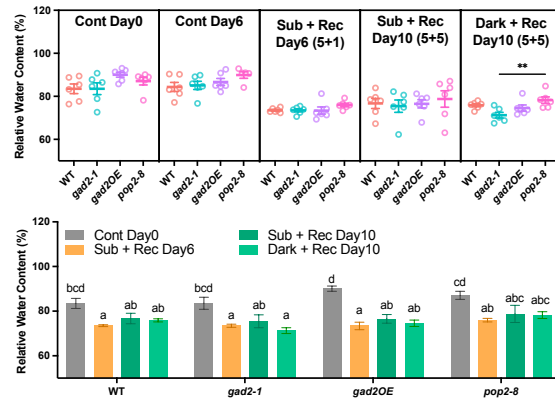 Relative Water Content (%)
100
80
60
Cont Day0
Cont Day6
Sub + Rec
Day6 (5+1)
Sub + Rec
Day10 (5+5)
Dark + Rec
Day10 (5+5)
**
WT
gad2-1
gad2OE
pop2-8
WT
gad2-1
gad2OE
pop2-8
WT
gad2-1
gad2OE
pop2-8
WT
gad2-1
gad2OE
pop2-8
WT
gad2-1
gad2OE
pop2-8
Cont Day0
Sub + Rec Day10
Sub + Rec Day6
Dark + Rec Day10
Relative Water Content (%)
100
80
60
bcd a ab ab
bcd a ab a
d a ab ab
cd ab abc abc
WT
gad2-1
gad2OE
pop2-8